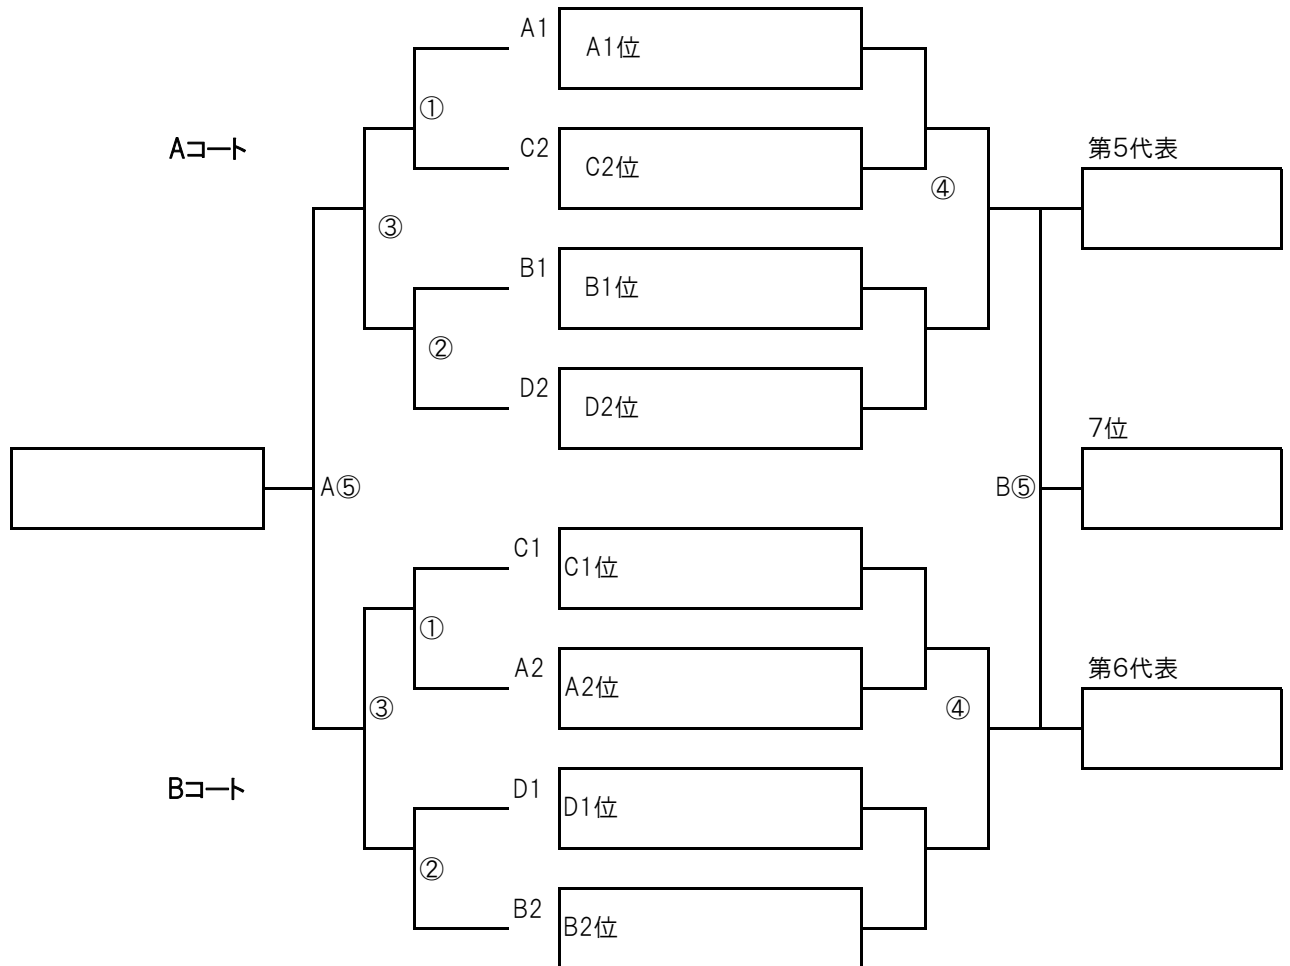 A1
A1位
①
Aコート
C2
C2位
第5代表
④
③
B1
B1位
②
D2
D2位
7位
A⑤
B⑤
C1
C1位
①
A2
A2位
第6代表
③
④
Bコート
D1
D1位
②
B2
B2位